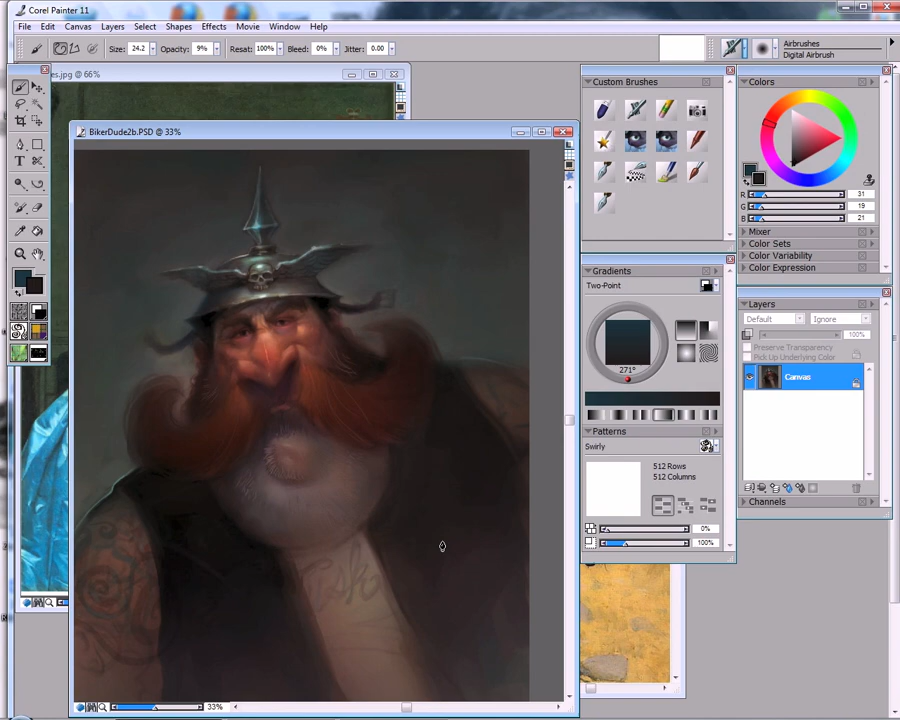 Corel Painter 11
File Edit Canvas Layers Select Shapes Effects Movie Window Help
Size: 24.2 Opacity: 9% Resat: 100% Bleed: 0% Jitter: 0.00
Airbrushes
Digital Airbrush
es.jpg @ 66%
BikerDude2b.PSD @ 33%
33%
Custom Brushes
Gradients
Two-Point
271°
Patterns
Swirly
512 Rows
512 Columns
0%
100%
Colors
R 31
G 19
B 21
Mixer
Color Sets
Color Variability
Color Expression
Layers
Default Ignore
100%
Preserve Transparency
Pick Up Underlying Color
Canvas
Channels